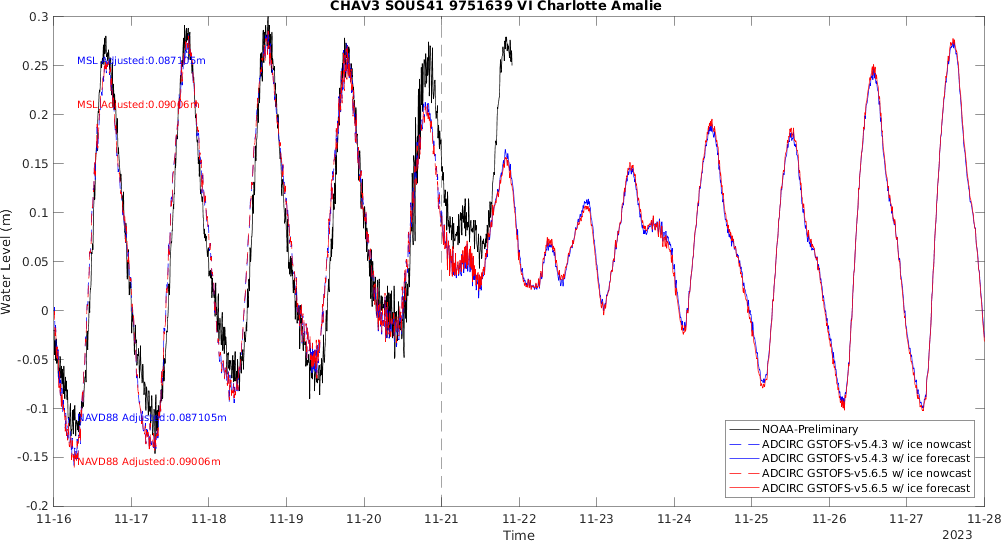 CHAV3 SOUS41 9751639 VI Charlotte Amalie
0.3
0.25
0.2
0.15
0.1
0.05
0
-0.05
-0.1
-0.15
-0.2
Water Level (m)
MSL Adjusted:0.087105m
MSL Adjusted:0.09006m
NAVD88 Adjusted:0.087105m
NAVD88 Adjusted:0.09006m
NOAA-Preliminary
ADCIRC GSTOFS-v5.4.3 w/ ice nowcast
ADCIRC GSTOFS-v5.4.3 w/ ice forecast
ADCIRC GSTOFS-v5.6.5 w/ ice nowcast
ADCIRC GSTOFS-v5.6.5 w/ ice forecast
11-16 11-17 11-18 11-19 11-20 11-21 11-22 11-23 11-24 11-25 11-26 11-27 11-28
Time
2023